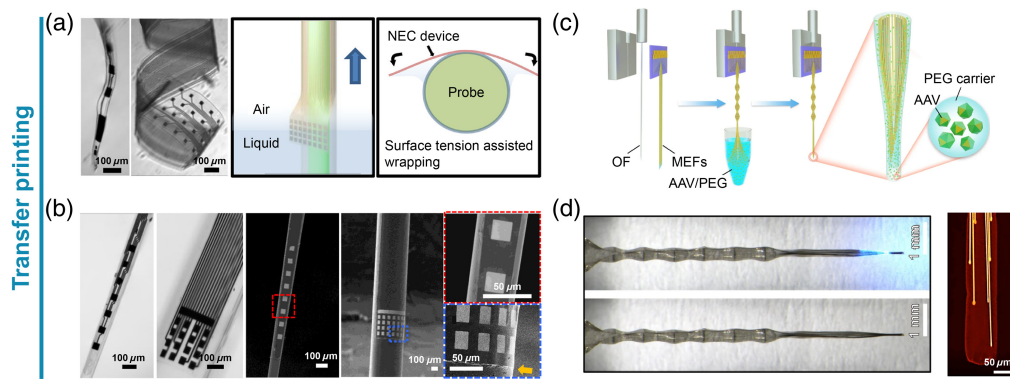 Transfer printing
(a)
100 µm
100 µm
Air
Liquid
NEC device
Probe
Surface tension assisted
wrapping
(b)
100 µm
100 µm
100 µm
100 µm
50 µm
50 µm
(c)
OF
MEFs
AAV/PEG
PEG carrier
AAV
(d)
1 mm
1 mm
50 µm